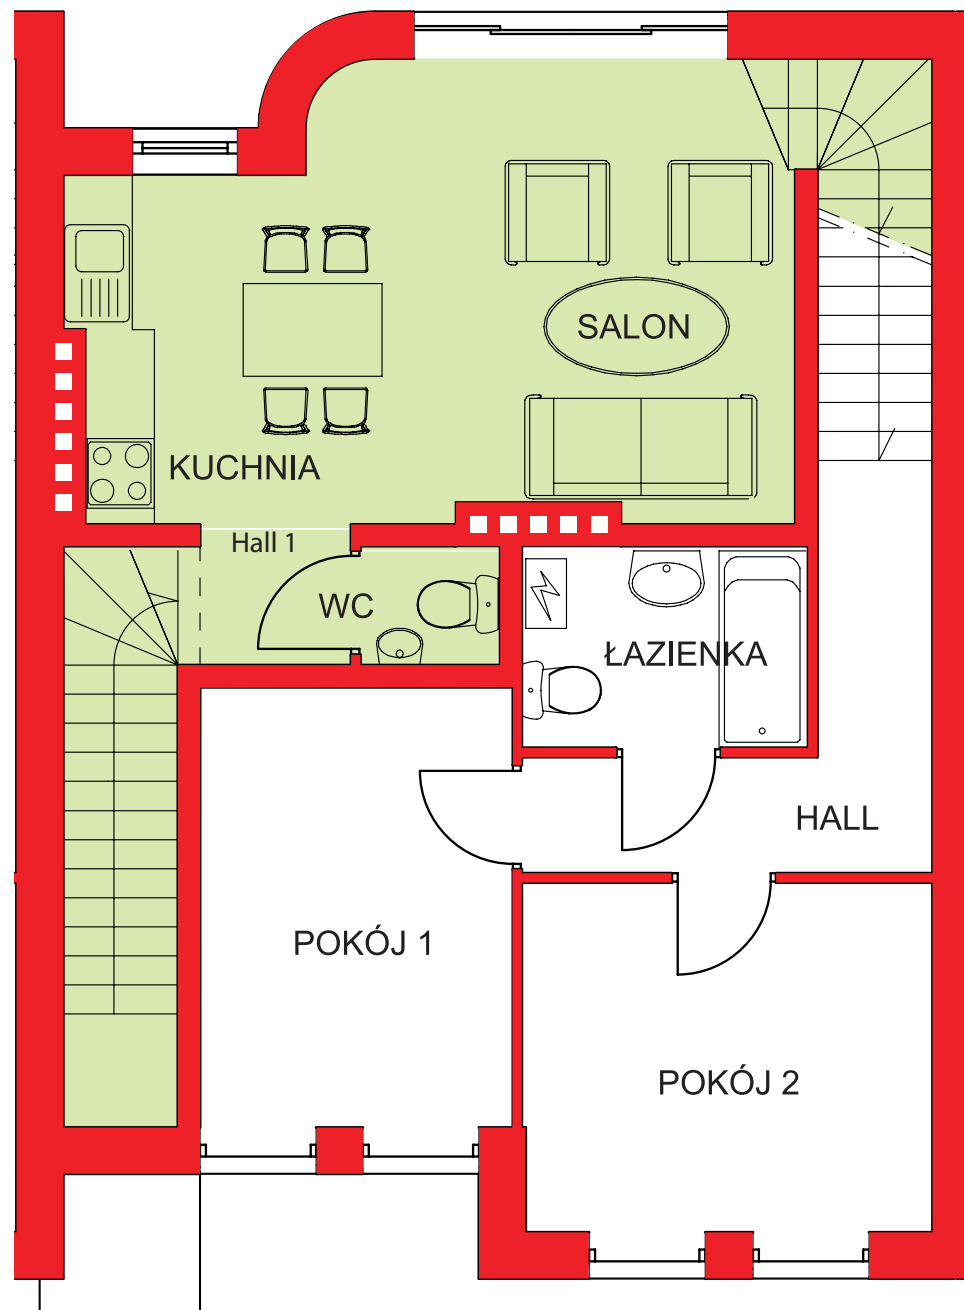 SALON
KUCHNIA
Hall 1
WC
ŁAZIENKA
HALL
POKÓJ 1
POKÓJ 2